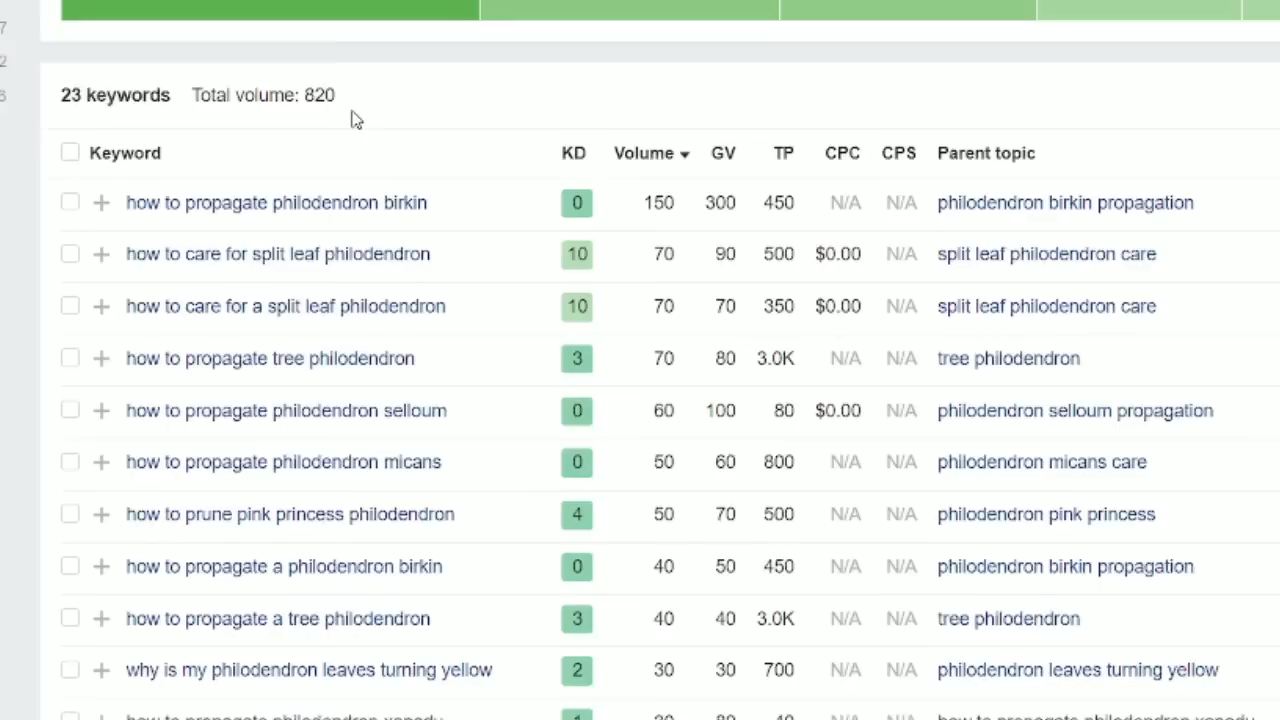 7
2
6
23 keywords Total volume: 820
Keyword KD Volume GV TP CPC CPS Parent topic
how to propagate philodendron birkin 0 150 300 450 N/A N/A philodendron birkin propagation
how to care for split leaf philodendron 10 70 90 500 $0.00 N/A split leaf philodendron care
how to care for a split leaf philodendron 10 70 70 350 $0.00 N/A split leaf philodendron care
how to propagate tree philodendron 3 70 80 3.0K N/A N/A tree philodendron
how to propagate philodendron selloum 0 60 100 80 $0.00 N/A philodendron selloum propagation
how to propagate philodendron micans 0 50 60 800 N/A N/A philodendron micans care
how to prune pink princess philodendron 4 50 70 500 N/A N/A philodendron pink princess
how to propagate a philodendron birkin 0 40 50 450 N/A N/A philodendron birkin propagation
how to propagate a tree philodendron 3 40 40 3.0K N/A N/A tree philodendron
why is my philodendron leaves turning yellow 2 30 30 700 N/A N/A philodendron leaves turning yellow
how to propagate philodendron